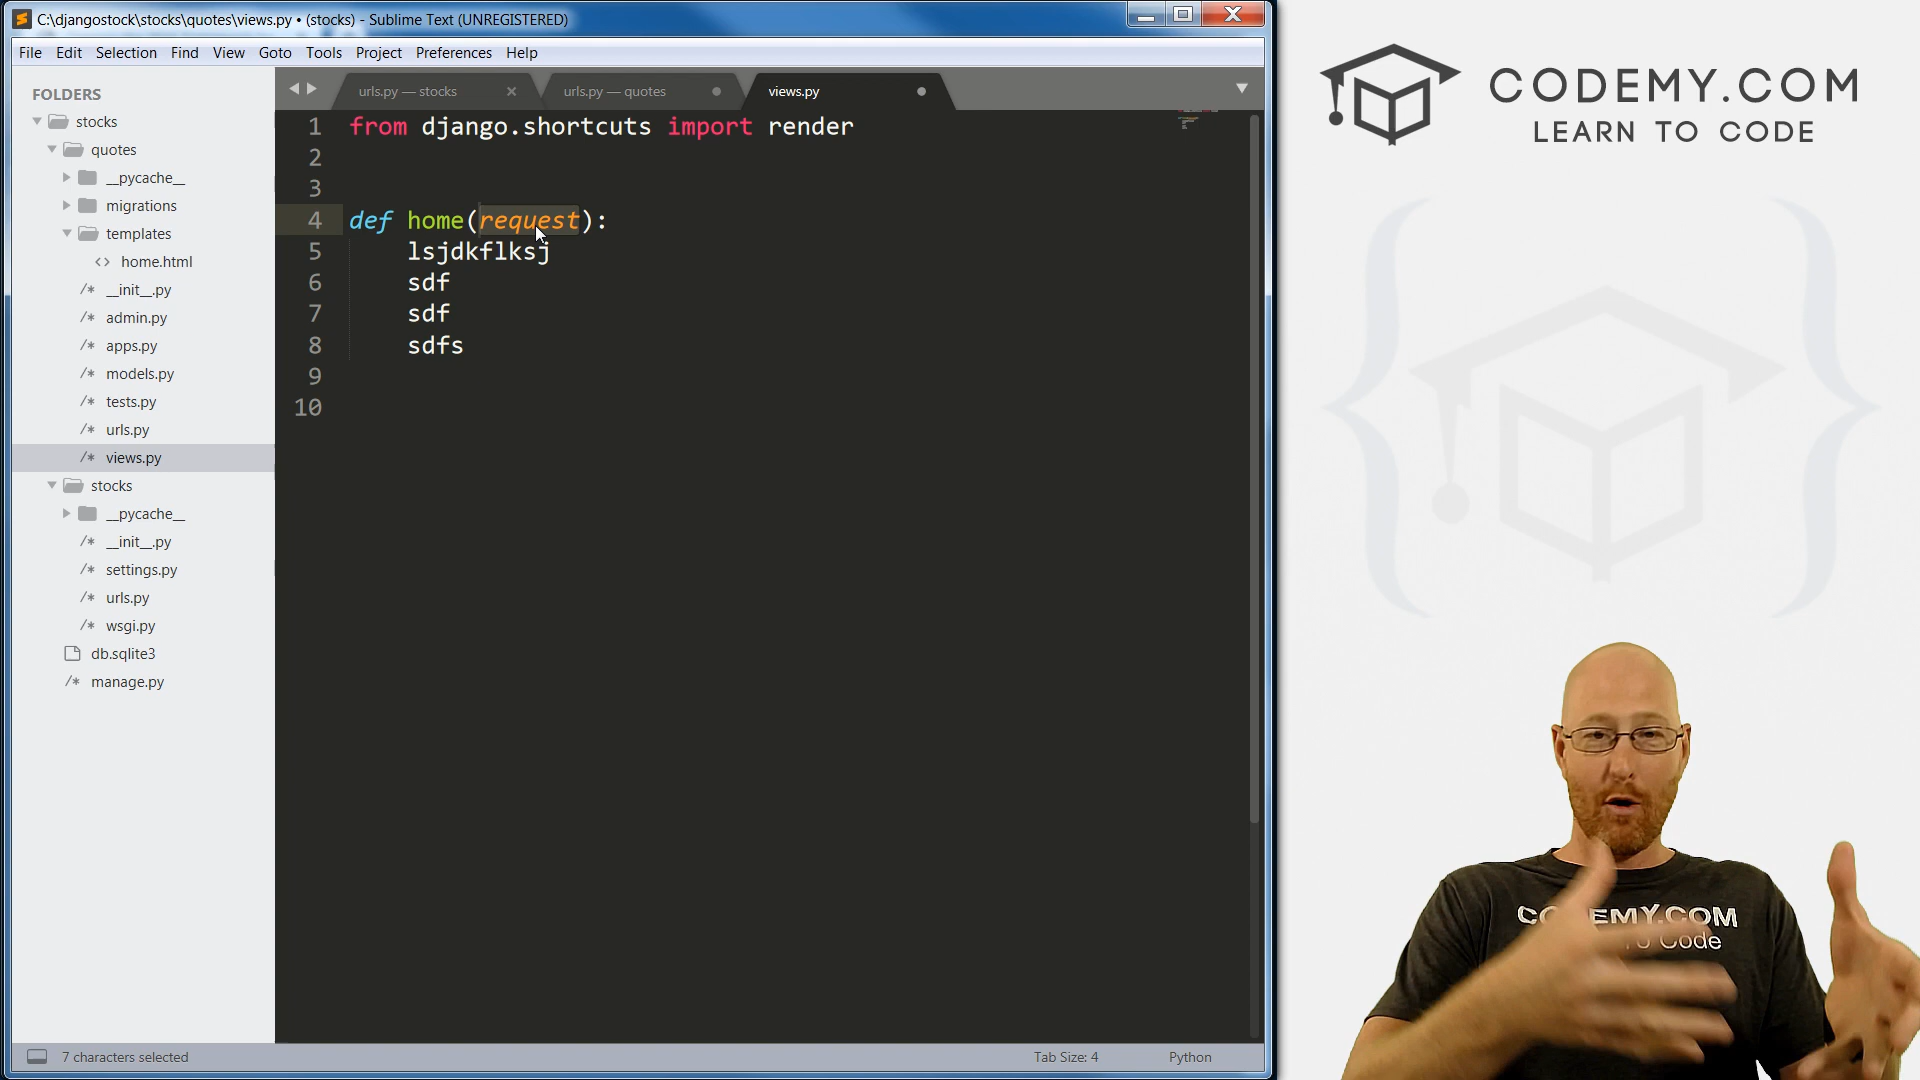 C:\djangostock\stocks\quotes\views.py • (stocks) - Sublime Text (UNREGISTERED)
File Edit Selection Find View Goto Tools Project Preferences Help
FOLDERS
stocks
quotes
__pycache__
migrations
templates
<> home.html
/* __init__.py
/* admin.py
/* apps.py
/* models.py
/* tests.py
/* urls.py
/* views.py
stocks
__pycache__
/* __init__.py
/* settings.py
/* urls.py
/* wsgi.py
db.sqlite3
/* manage.py
urls.py — stocks
urls.py — quotes
views.py
1 from django.shortcuts import render
2
3
4 def home(request):
5 lsjdkflksj
6 sdf
7 sdf
8 sdfs
9
10
7 characters selected
Tab Size: 4
Python
CODEMY.COM
LEARN TO CODE
CODEMY.COM
To Code